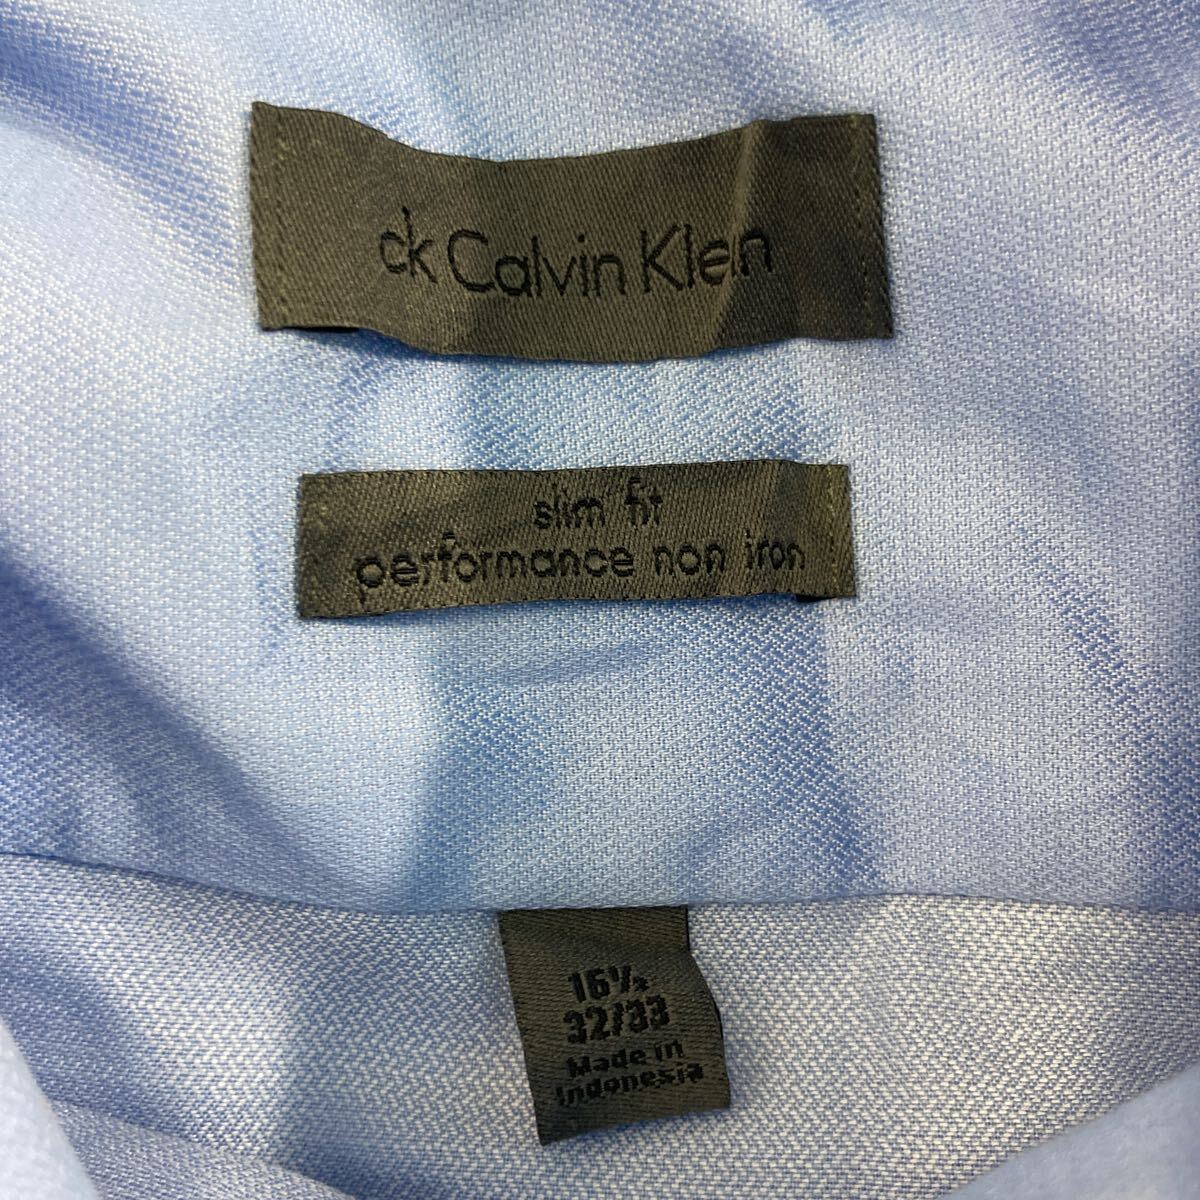 ck Calvin Klein
slim fit
performance non iron
16½
32/33
Made in
Indonesia